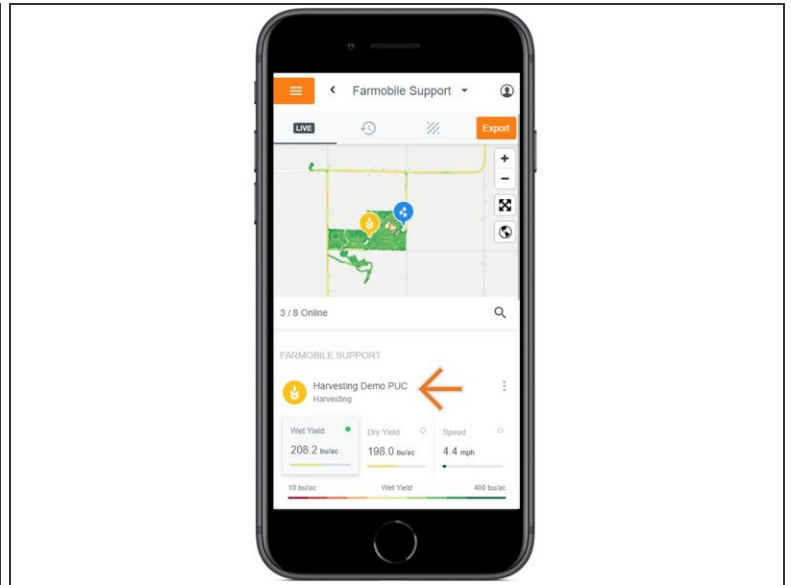 Farmobile Support
LIVE
Export
3 / 8 Online
FARMOBILE SUPPORT
Harvesting Demo PUC
Harvesting
Wet Yield
Dry Yield
Speed
208.2 bu/ac
198.0 bu/ac
4.4 mph
10 bu/ac
Wet Yield
400 bu/ac